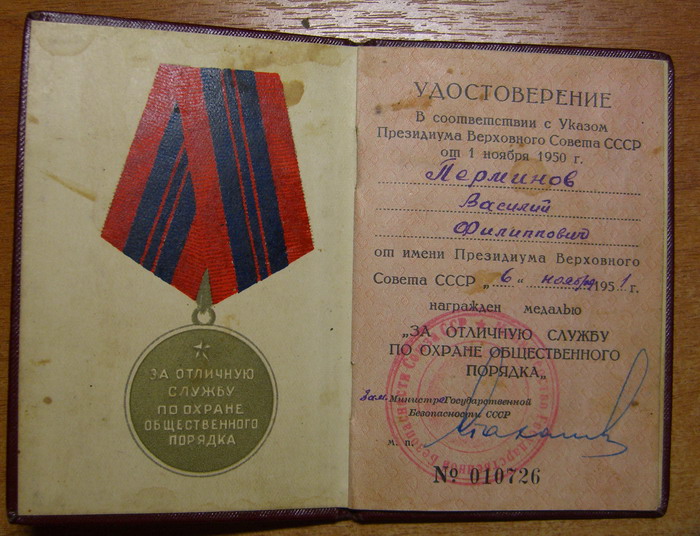 ЗА ОТЛИЧНУЮ
СЛУЖБУ
ПО ОХРАНЕ
ОБЩЕСТВЕННОГО
ПОРЯДКА
УДОСТОВЕРЕНИЕ
В соответствии с Указом
Президиума Верховного Совета СССР
от 1 ноября 1950 г.
Перминов
Василий
Филиппович
от имени Президиума Верховного
Совета СССР „6“ ноября 1951 г.
награжден медалью
„ЗА ОТЛИЧНУЮ СЛУЖБУ
ПО ОХРАНЕ ОБЩЕСТВЕННОГО
ПОРЯДКА„
Зам. Министр Государственной
Безопасности СССР
м. п.
№ 010726